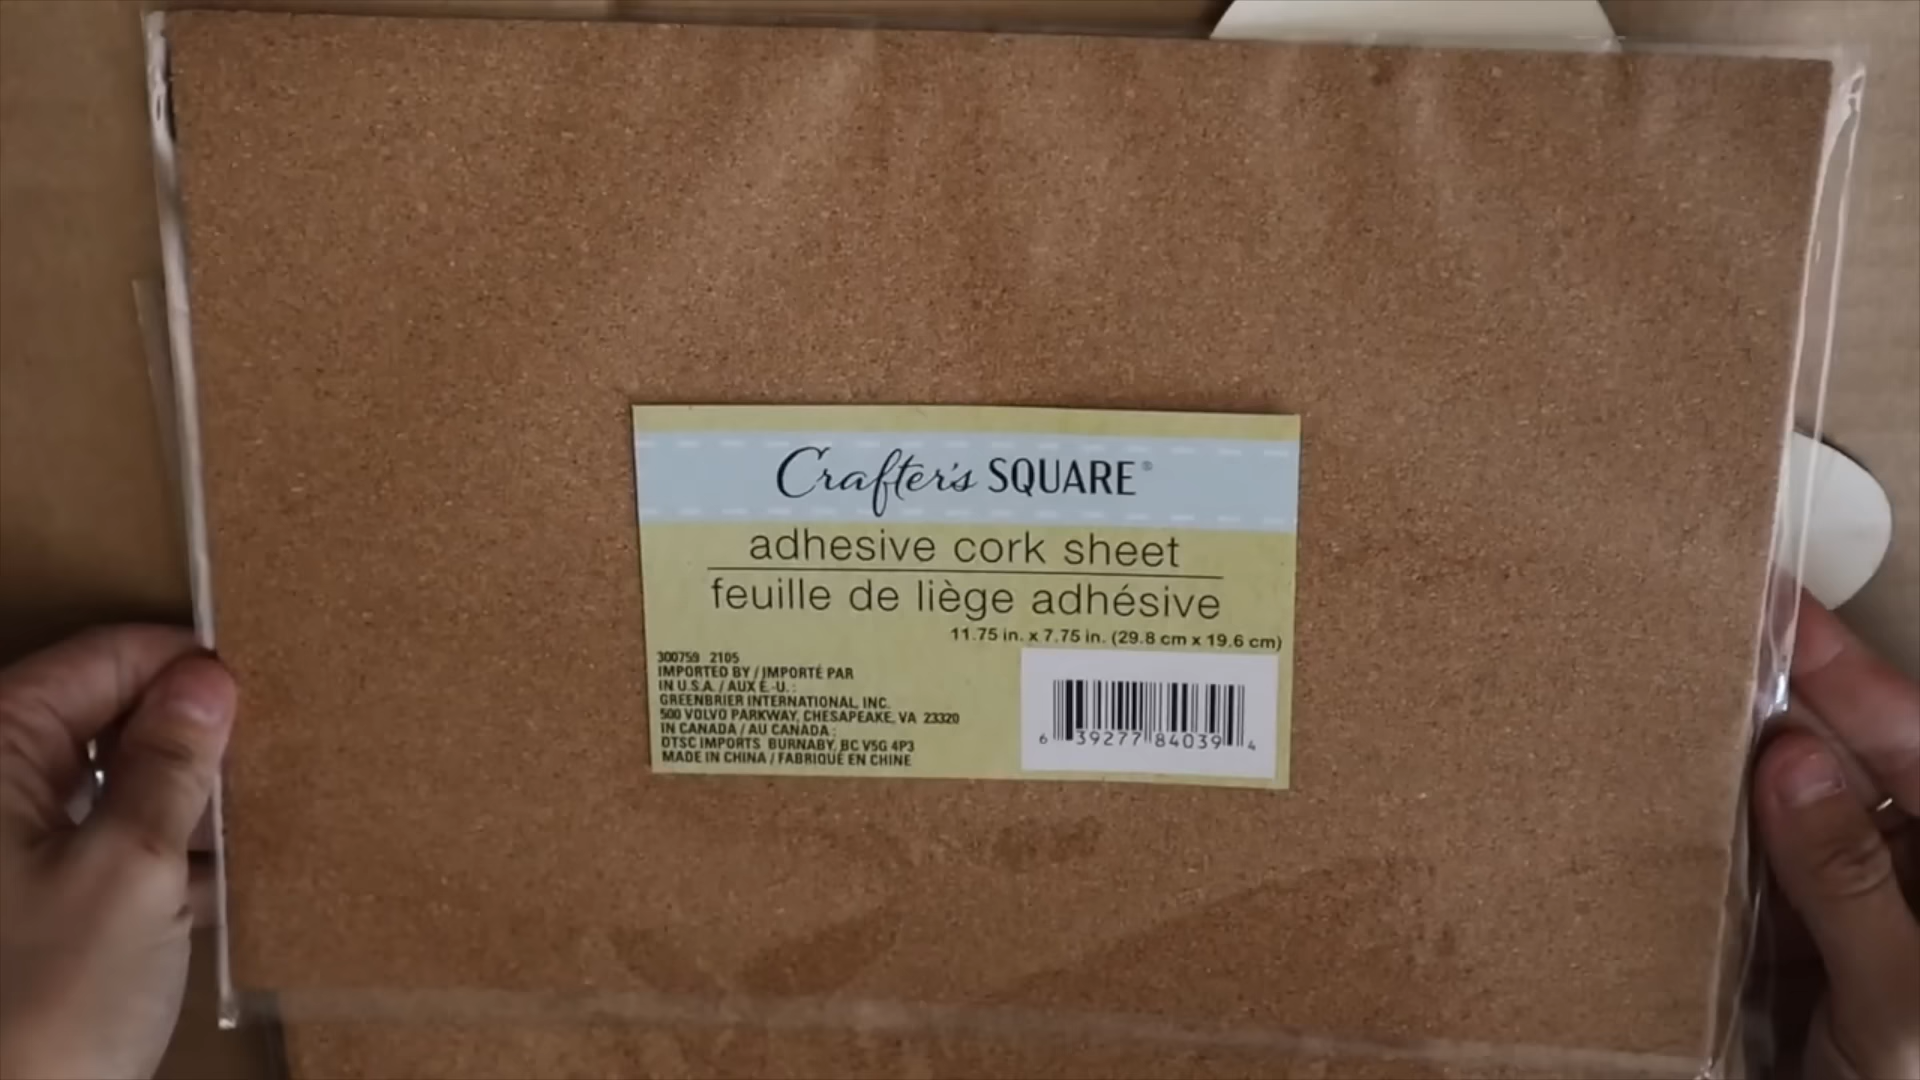 Crafter's SQUARE®
adhesive cork sheet
feuille de liège adhésive
11.75 in. x 7.75 in. (29.8 cm x 19.6 cm)
300759 2105
IMPORTED BY / IMPORTÉ PAR
IN U.S.A. / AUX É.-U. :
GREENBRIER INTERNATIONAL, INC.
500 VOLVO PARKWAY, CHESAPEAKE, VA 23320
IN CANADA / AU CANADA :
DTSC IMPORTS BURNABY, BC V5G 4P3
MADE IN CHINA / FABRIQUÉ EN CHINE
6 39277 84039 4